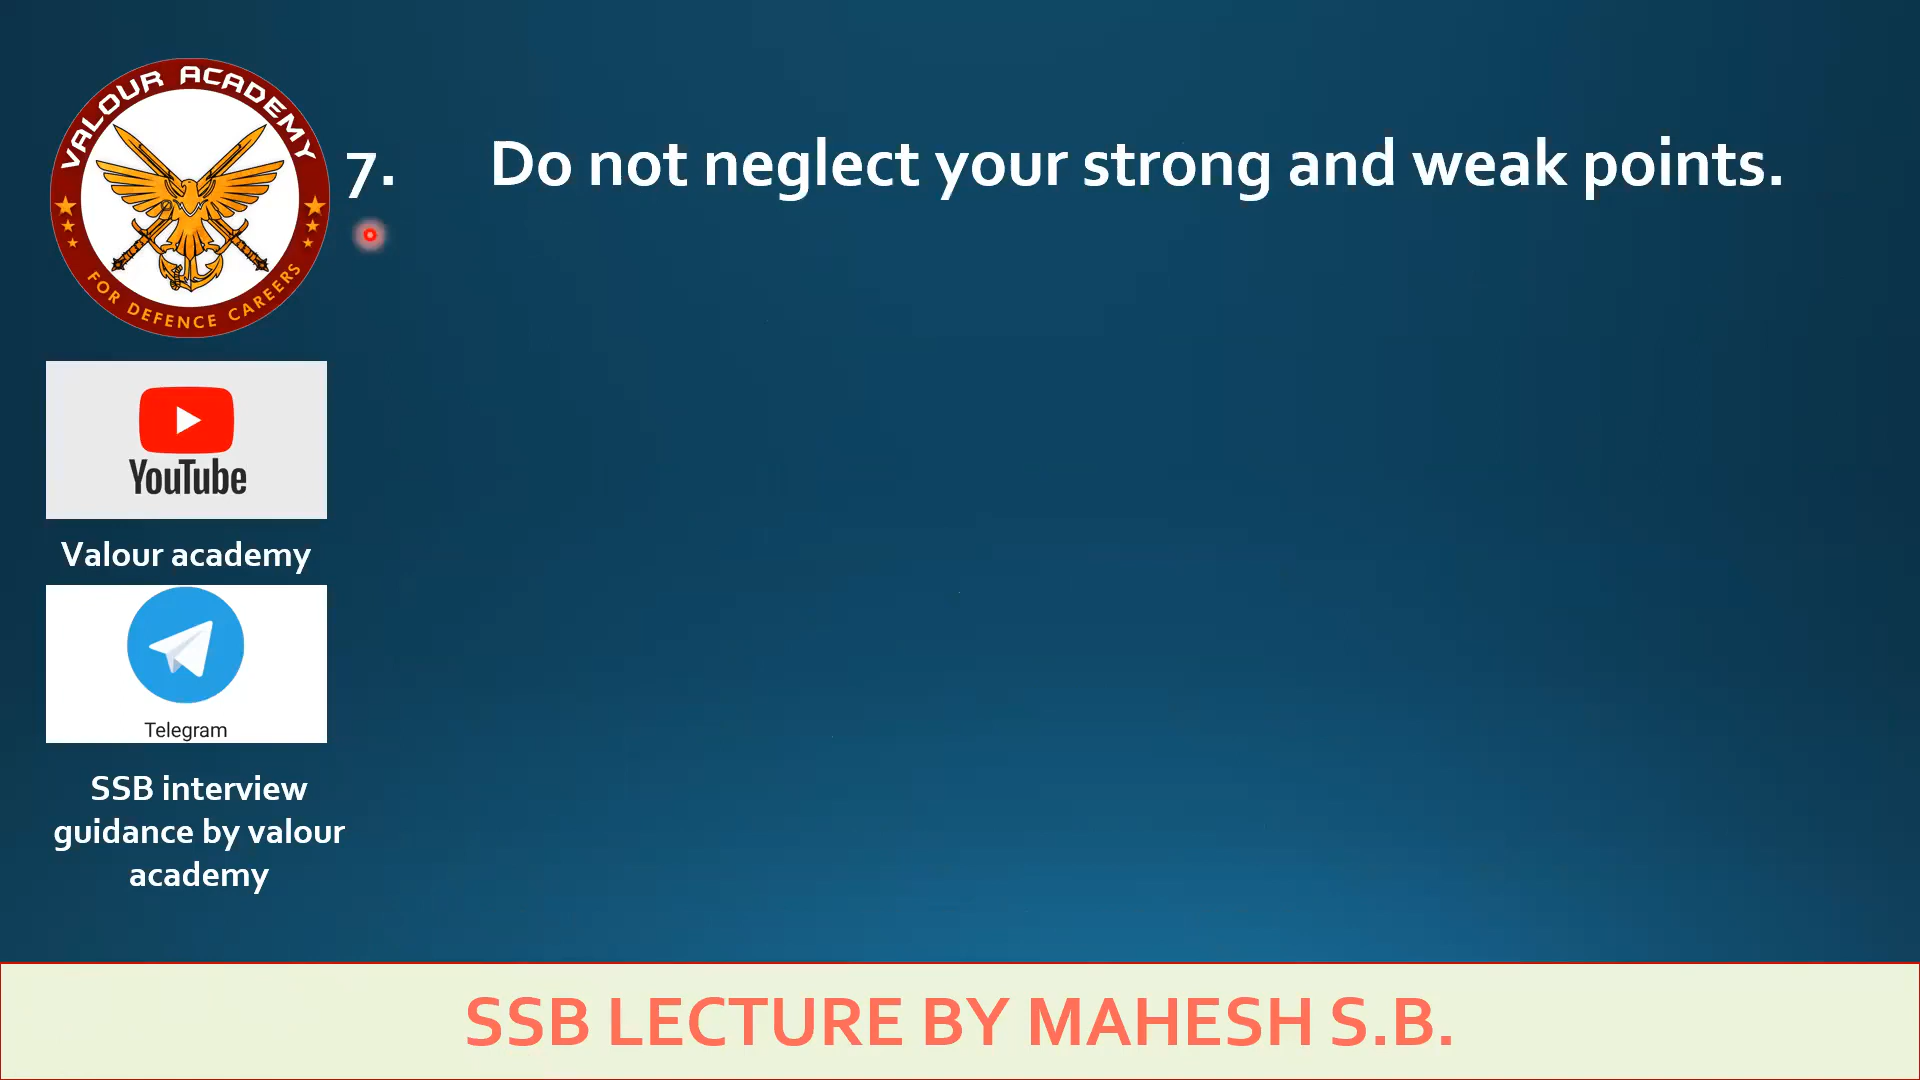 VALOUR ACADEMY
FOR DEFENCE CAREERS
7. Do not neglect your strong and weak points.
YouTube
Valour academy
Telegram
SSB interview
guidance by valour
academy
SSB LECTURE BY MAHESH S.B.